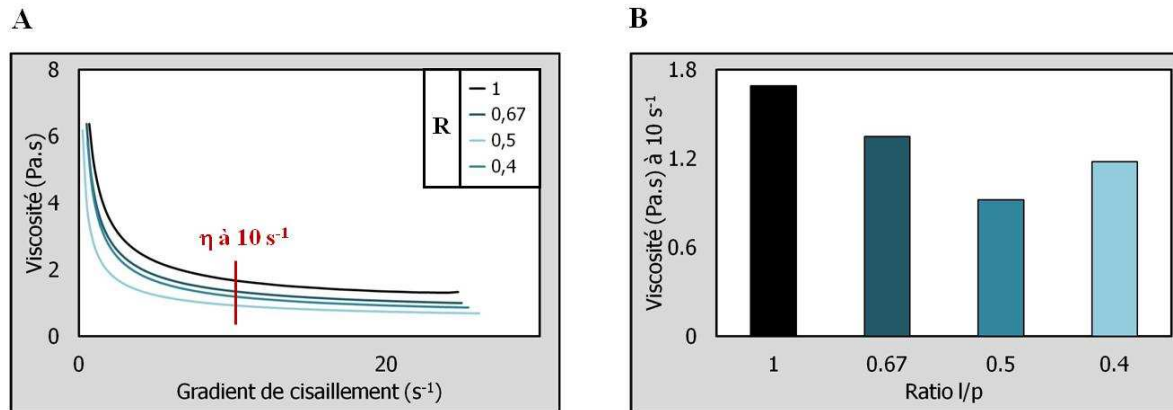 A
Viscosité (Pa.s)
8
6
4
2
0
0
20
Gradient de cisaillement (s⁻¹)
η à 10 s⁻¹
R
1
0,67
0,5
0,4
B
Viscosité (Pa.s) à 10 s⁻¹
1.8
1.2
0.6
0
1
0.67
0.5
0.4
Ratio l/p